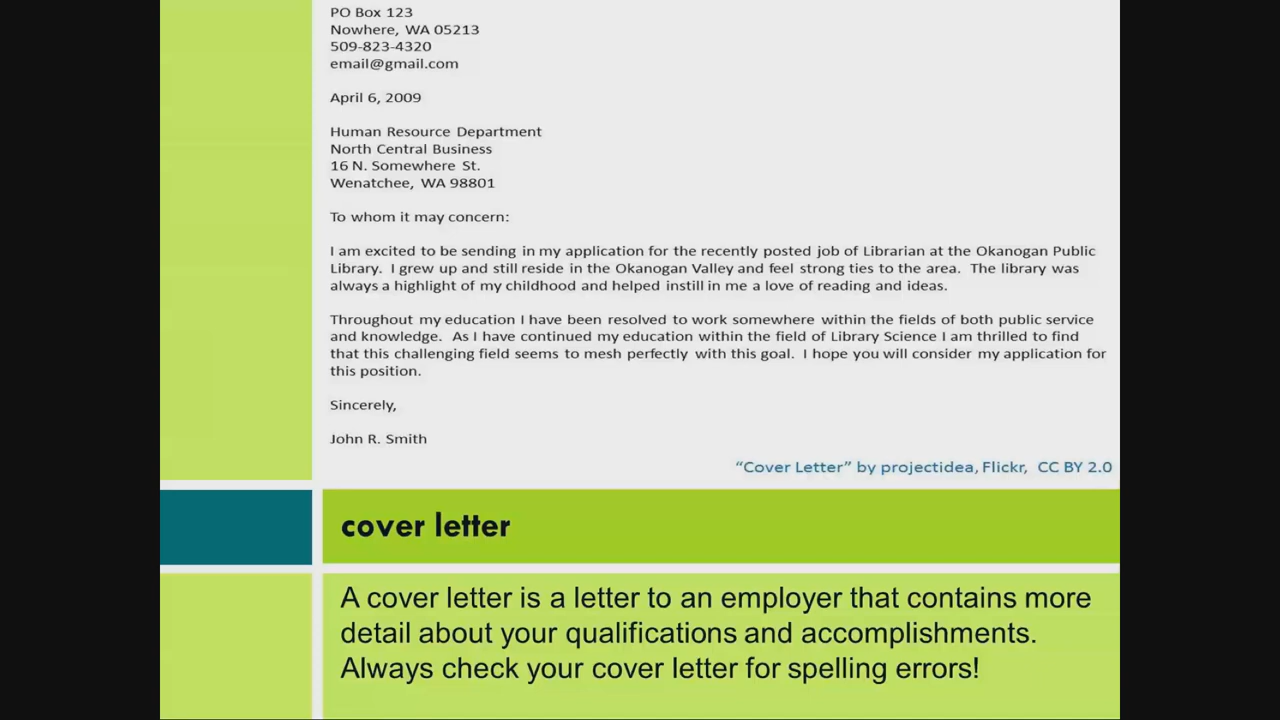 PO Box 123
Nowhere, WA 05213
509-823-4320
email@gmail.com
April 6, 2009
Human Resource Department
North Central Business
16 N. Somewhere St.
Wenatchee, WA 98801
To whom it may concern:
I am excited to be sending in my application for the recently posted job of Librarian at the Okanogan Public
Library. I grew up and still reside in the Okanogan Valley and feel strong ties to the area. The library was
always a highlight of my childhood and helped instill in me a love of reading and ideas.
Throughout my education I have been resolved to work somewhere within the fields of both public service
and knowledge. As I have continued my education within the field of Library Science I am thrilled to find
that this challenging field seems to mesh perfectly with this goal. I hope you will consider my application for
this position.
Sincerely,
John R. Smith
“Cover Letter” by projectidea, Flickr, CC BY 2.0
cover letter
A cover letter is a letter to an employer that contains more
detail about your qualifications and accomplishments.
Always check your cover letter for spelling errors!